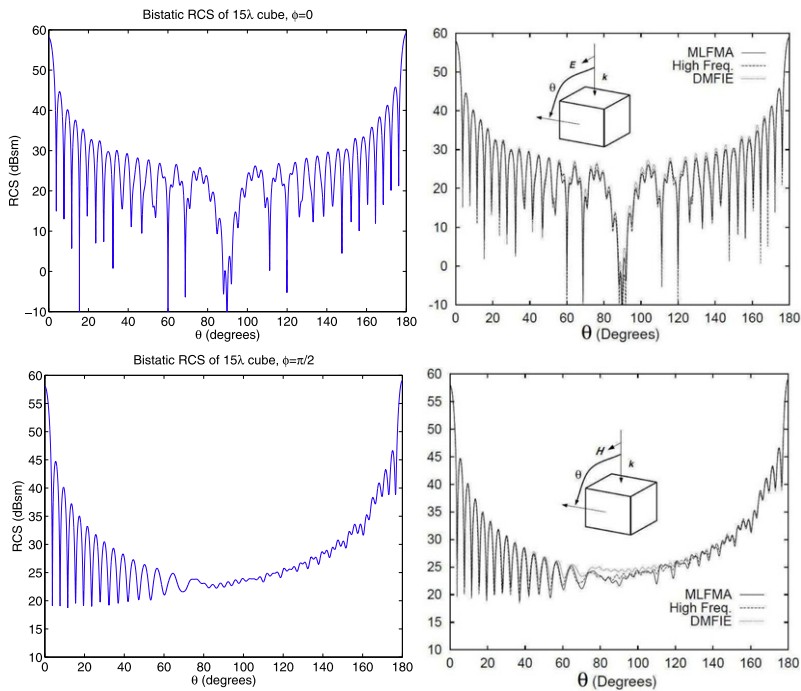 Bistatic RCS of 15λ cube, ϕ=0
60
50
40
30
20
10
0
−10
RCS (dBsm)
0 20 40 60 80 100 120 140 160 180
θ (degrees)
60
50
40
30
20
10
0
-10
MLFMA
High Freq.
DMFIE
E
k
θ
0 20 40 60 80 100 120 140 160 180
θ (Degrees)
Bistatic RCS of 15λ cube, ϕ=π/2
60
55
50
45
40
35
30
25
20
15
10
RCS (dBsm)
0 20 40 60 80 100 120 140 160 180
θ (degrees)
60
55
50
45
40
35
30
25
20
15
10
H
k
θ
MLFMA
High Freq.
DMFIE
0 20 40 60 80 100 120 140 160 180
θ (Degrees)